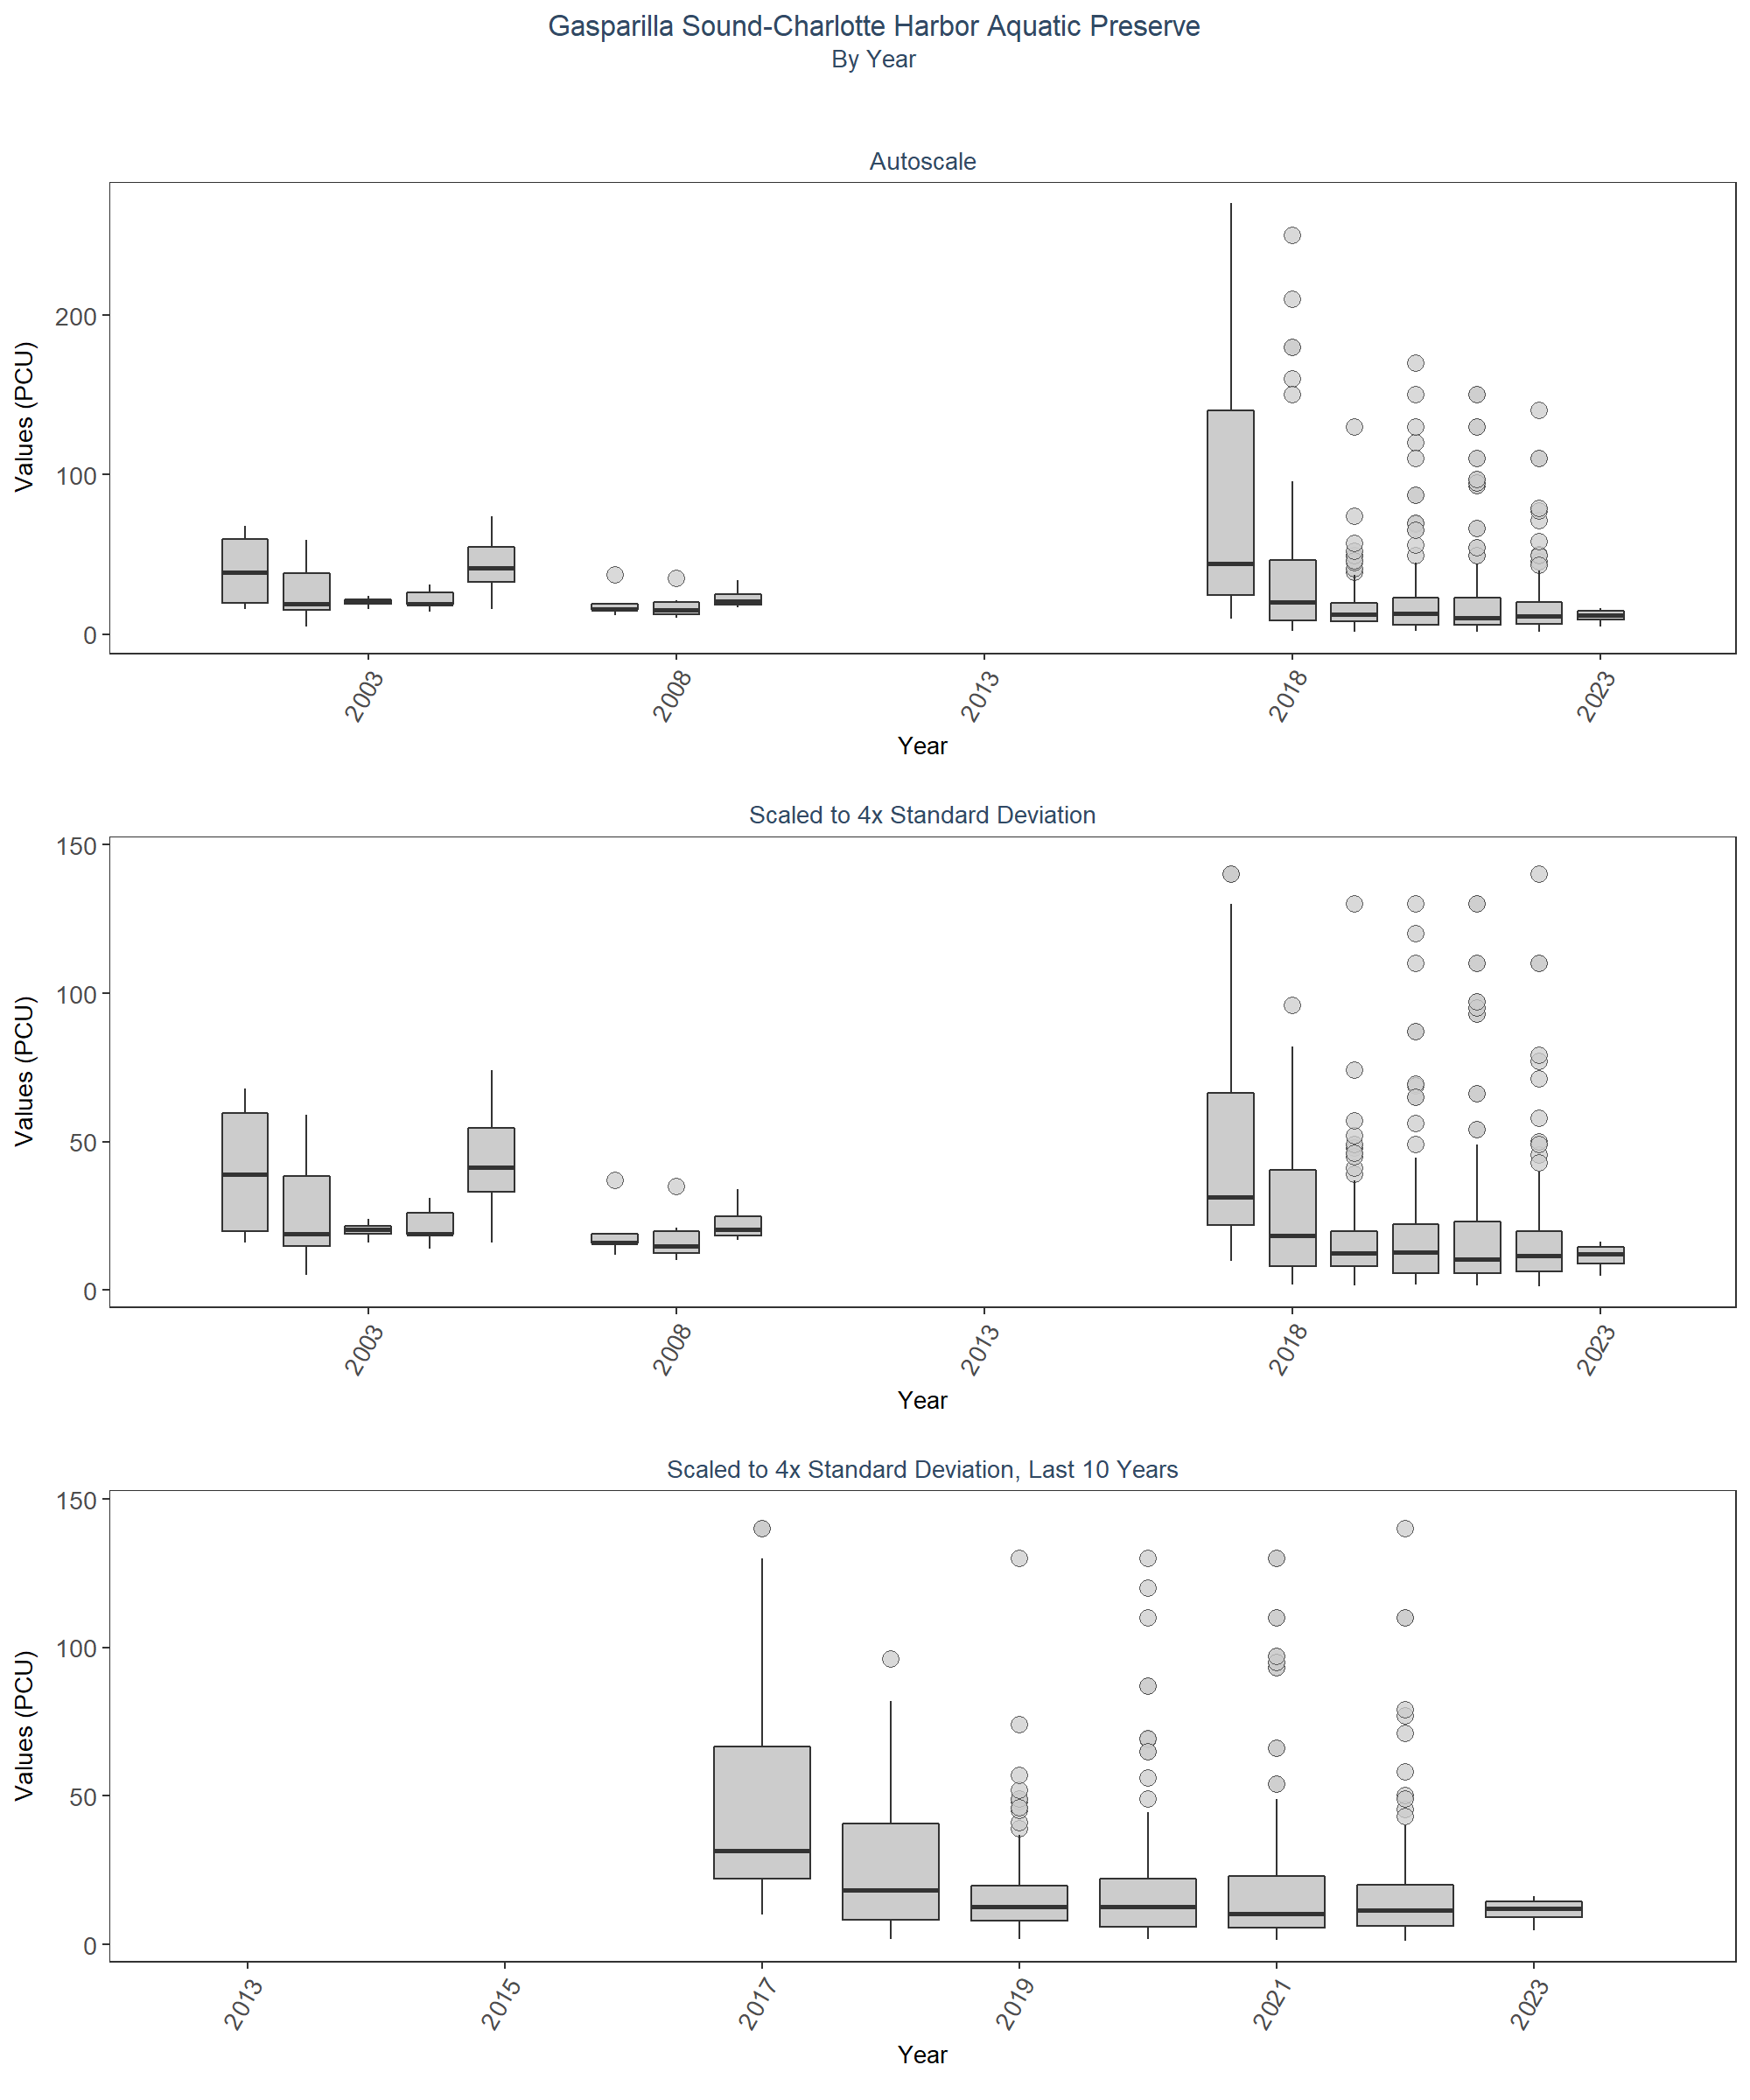 Gasparilla Sound-Charlotte Harbor Aquatic Preserve
By Year
Autoscale
Values (PCU)
200
100
0
2003
2008
2013
2018
2023
Year
Scaled to 4x Standard Deviation
Values (PCU)
150
100
50
0
2003
2008
2013
2018
2023
Year
Scaled to 4x Standard Deviation, Last 10 Years
Values (PCU)
150
100
50
0
2013
2015
2017
2019
2021
2023
Year